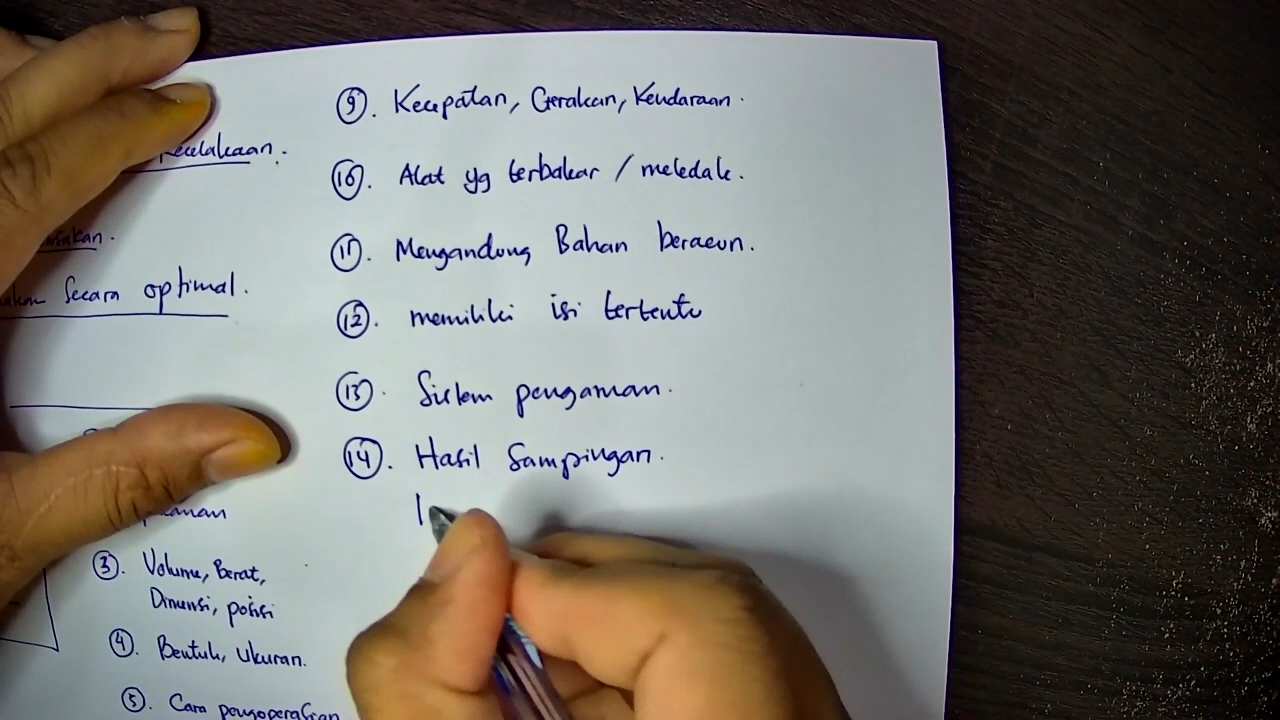 ⑨. Kecepatan, Gerakan, Kendaraan.
⑩. Alat yg terbakar / meledak.
⑪. Mengandung Bahan beracun.
⑫. memiliki isi tertentu
⑬. Sistem pengaman.
⑭. Hasil Sampingan.
ecelakaan.
Secara optimal.
③. Volume, Berat,
Dimensi, posisi
④. Bentuk, Ukuran.
⑤. Cara pengoperasian